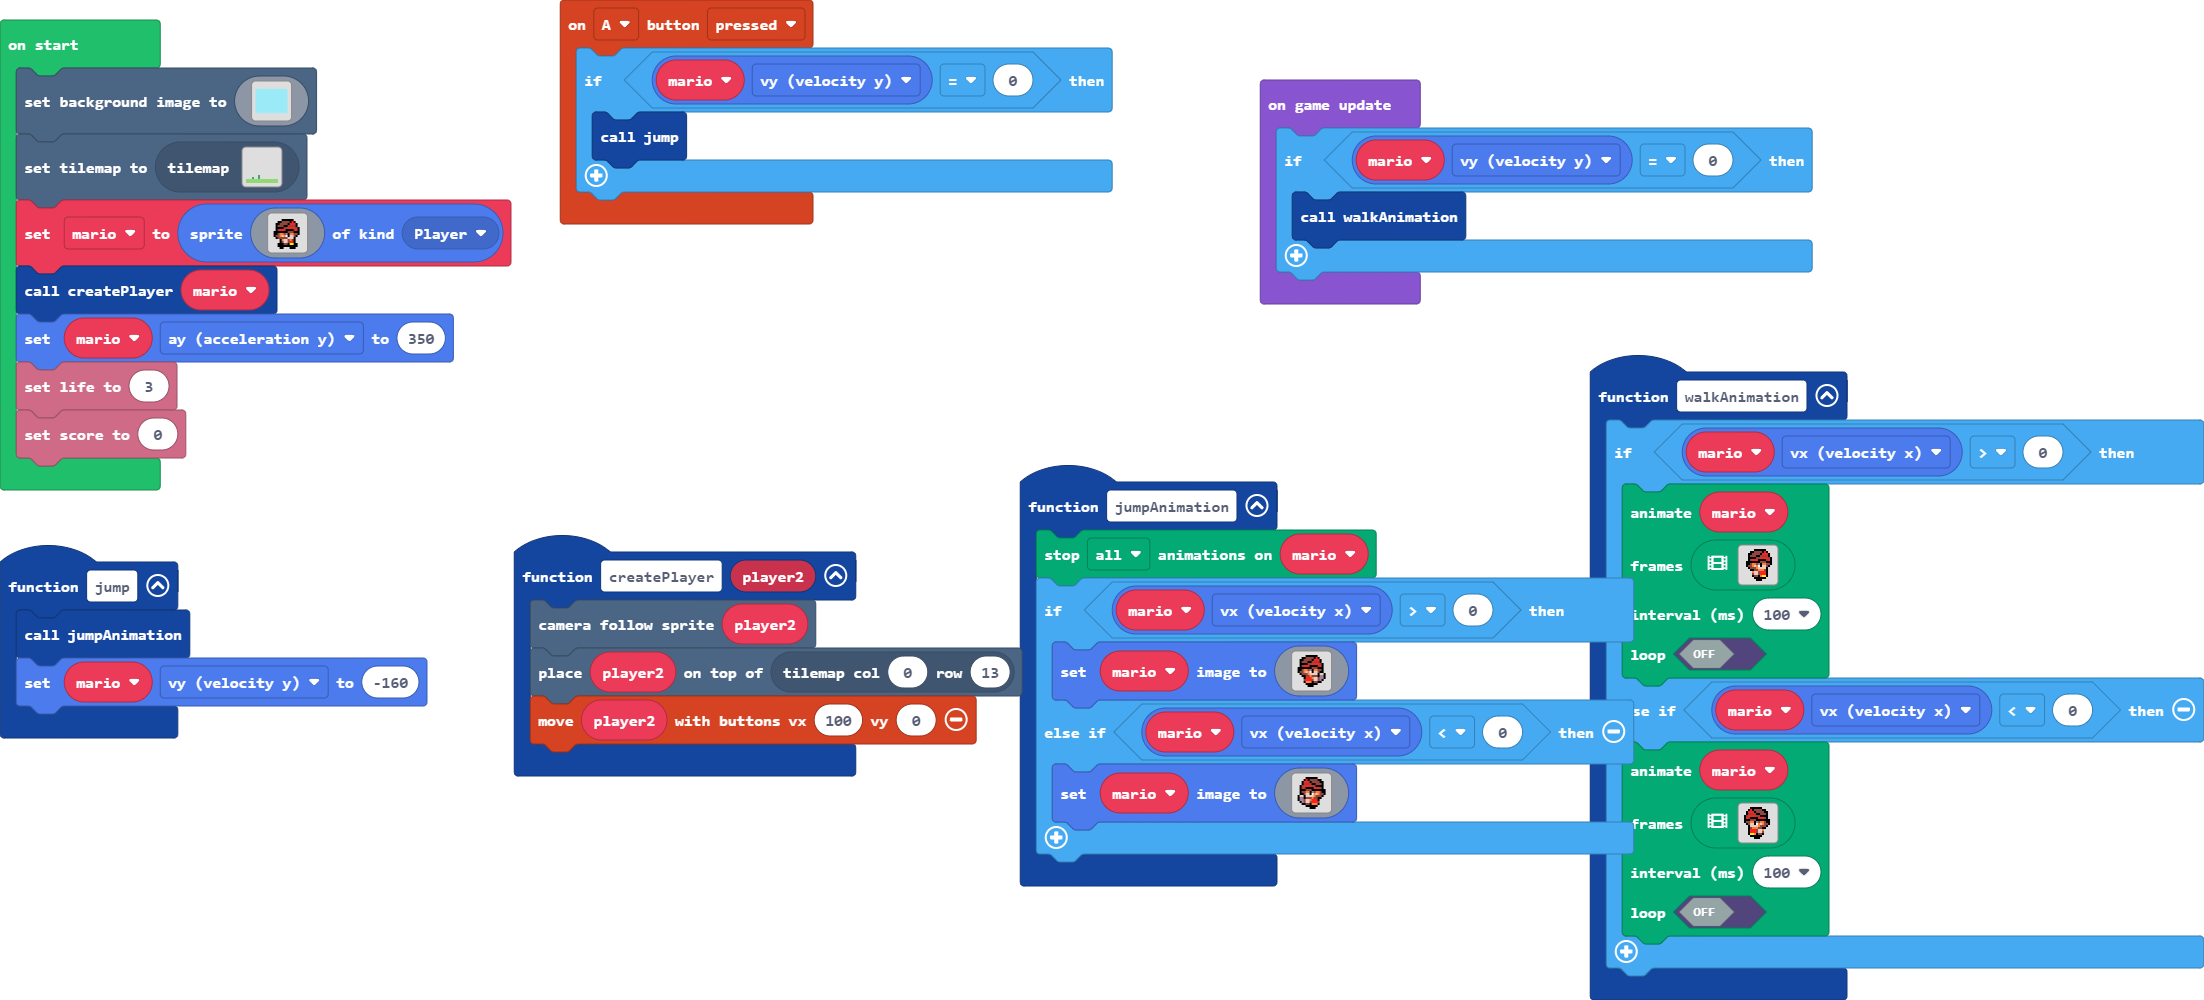 on start
set background image to
set tilemap to tilemap
set mario to sprite of kind Player
call createPlayer mario
set mario ay (acceleration y) to 350
set life to 3
set score to 0
on A button pressed
if mario vy (velocity y) = 0 then
call jump
on game update
if mario vy (velocity y) = 0 then
call walkAnimation
function jump
call jumpAnimation
set mario vy (velocity y) to -160
function createPlayer player2
camera follow sprite player2
place player2 on top of tilemap col 0 row 13
move player2 with buttons vx 100 vy 0
function jumpAnimation
stop all animations on mario
if mario vx (velocity x) > 0 then
set mario image to
else if mario vx (velocity x) < 0 then
set mario image to
function walkAnimation
if mario vx (velocity x) > 0 then
animate mario
frames
interval (ms) 100
loop OFF
se if mario vx (velocity x) < 0 then
animate mario
frames
interval (ms) 100
loop OFF